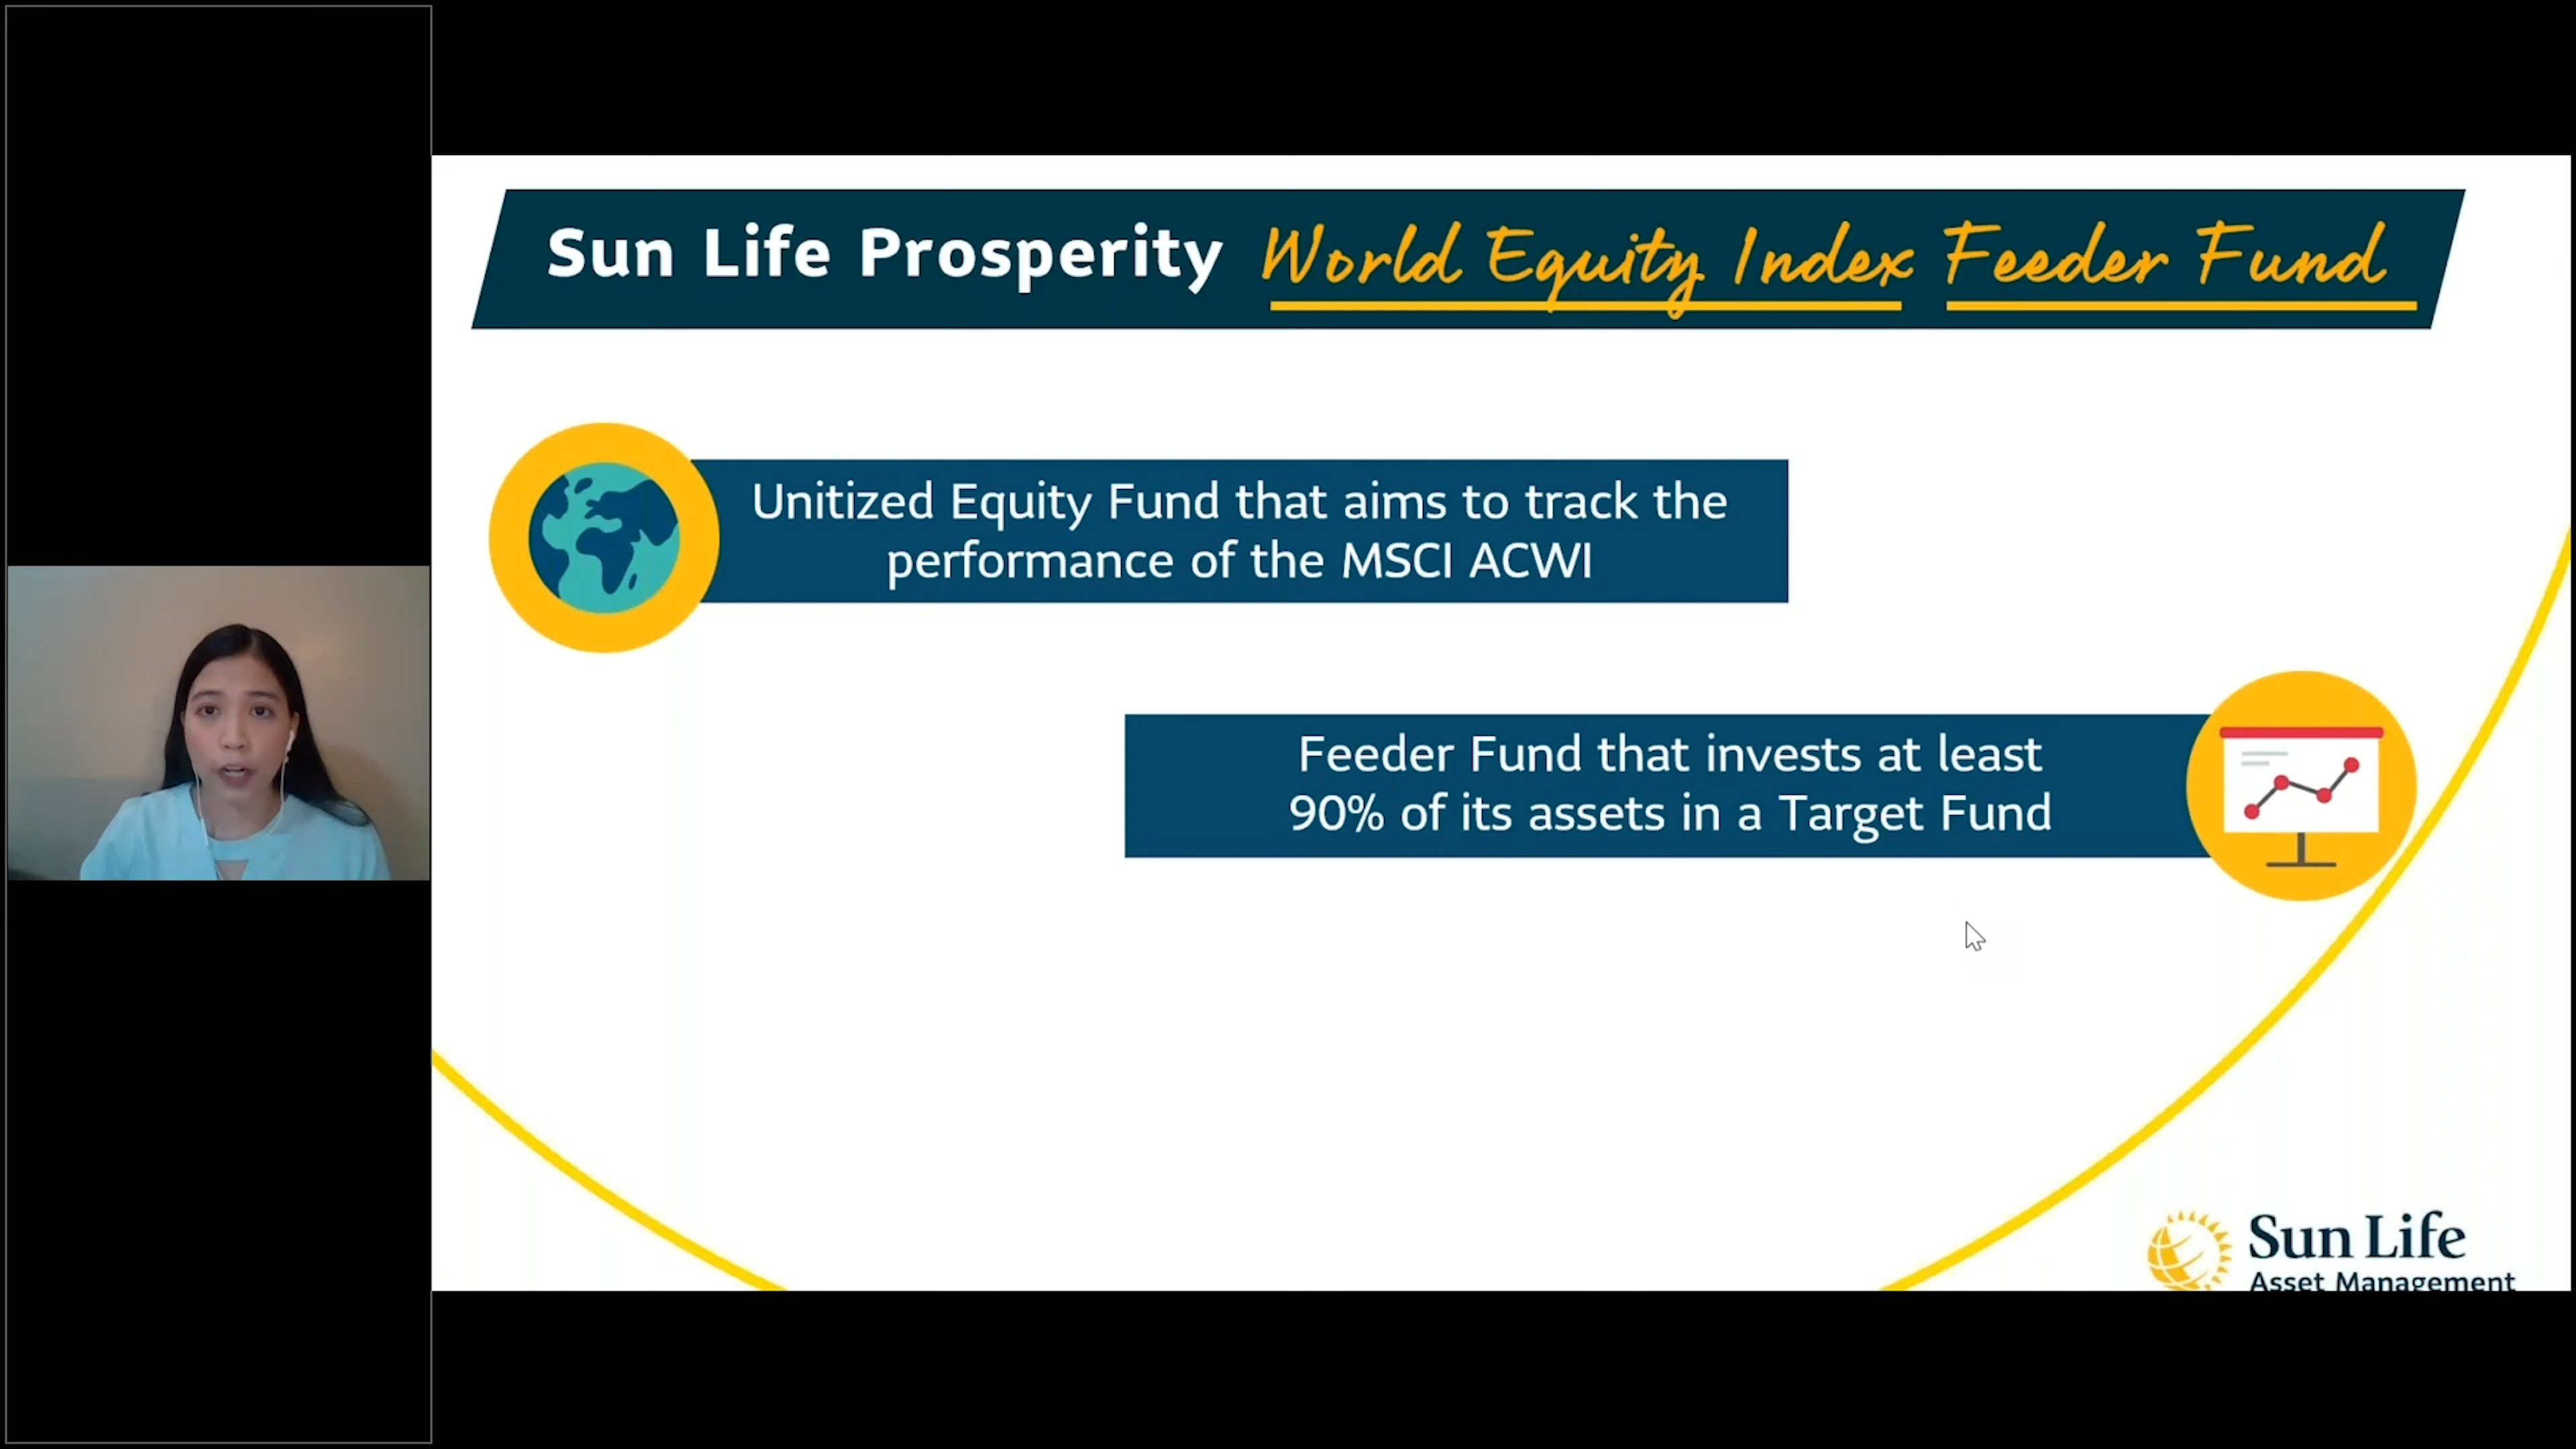 Sun Life Prosperity World Equity Index Feeder Fund
Unitized Equity Fund that aims to track the
performance of the MSCI ACWI
Feeder Fund that invests at least
90% of its assets in a Target Fund
Sun Life
Asset Management